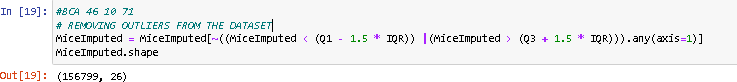 In [19]: #BCA 46 10 71
# REMOVING OUTLIERS FROM THE DATASET
MiceImputed = MiceImputed[~((MiceImputed < (Q1 - 1.5 * IQR)) |(MiceImputed > (Q3 + 1.5 * IQR))).any(axis=1)]
MiceImputed.shape
Out[19]: (156799, 26)